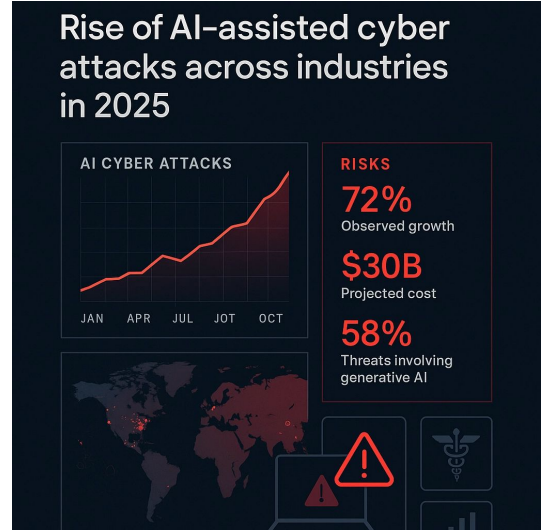 Rise of AI-assisted cyber
attacks across industries
in 2025
AI CYBER ATTACKS
JAN APR JUL JOT OCT
RISKS
72%
Observed growth
$30B
Projected cost
58%
Threats involving
generative AI